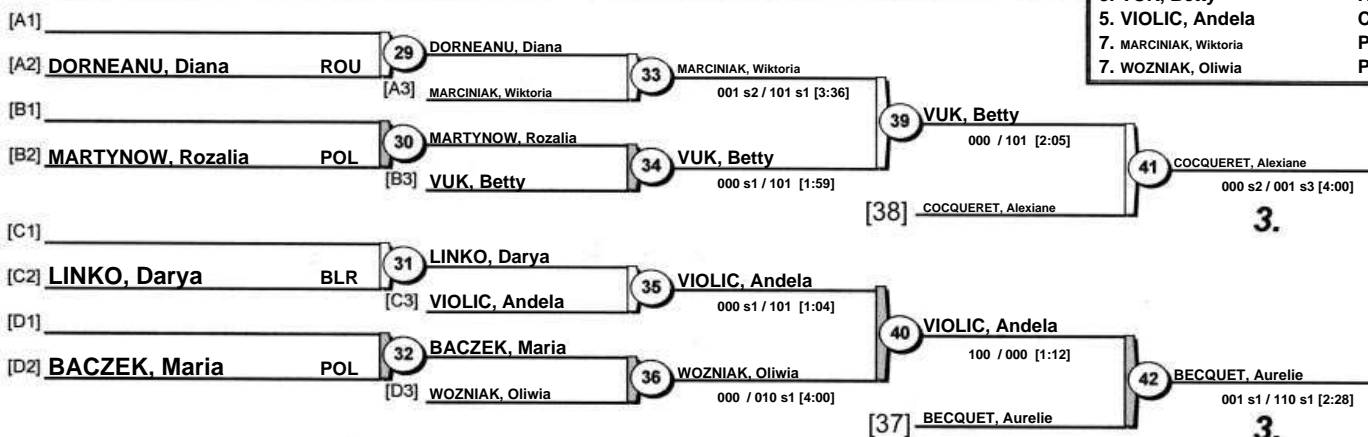 5. VIOLIC, Andela
7. MARCINIAK, Wiktoria P
7. WOZNIAK, Oliwia P
[A1]
[A2] DORNEANU, Diana ROU
29
DORNEANU, Diana
[A3] MARCINIAK, Wiktoria
33
MARCINIAK, Wiktoria
001 s2 / 101 s1 [3:36]
[B1]
[B2] MARTYNOW, Rozalia POL
30
MARTYNOW, Rozalia
[B3] VUK, Betty
34
VUK, Betty
000 s1 / 101 [1:59]
39
VUK, Betty
000 / 101 [2:05]
[38] COCQUERET, Alexiane
41
COCQUERET, Alexiane
000 s2 / 001 s3 [4:00]
3.
[C1]
[C2] LINKO, Darya BLR
31
LINKO, Darya
[C3] VIOLIC, Andela
35
VIOLIC, Andela
000 s1 / 101 [1:04]
[D1]
[D2] BACZEK, Maria POL
32
BACZEK, Maria
[D3] WOZNIAK, Oliwia
36
WOZNIAK, Oliwia
000 / 010 s1 [4:00]
40
VIOLIC, Andela
100 / 000 [1:12]
[37] BECQUET, Aurelie
42
BECQUET, Aurelie
001 s1 / 110 s1 [2:28]
3.